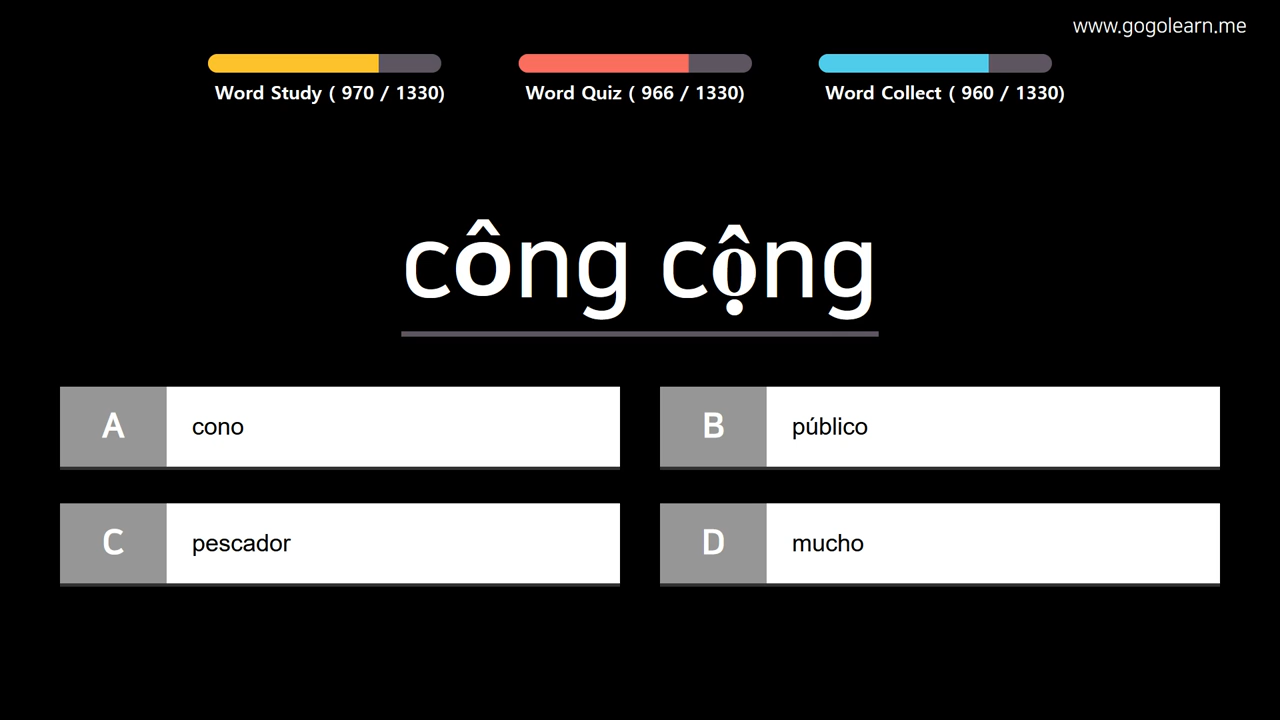 www.gogolearn.me
Word Study ( 970 / 1330)
Word Quiz ( 966 / 1330)
Word Collect ( 960 / 1330)
công cộng
A cono
B público
C pescador
D mucho